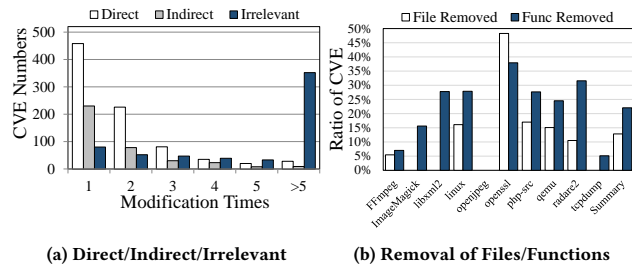 Direct Indirect Irrelevant
CVE Numbers
500
400
300
200
100
0
1 2 3 4 5 >5
Modification Times
(a) Direct/Indirect/Irrelevant
File Removed Func Removed
Ratio of CVE
50%
45%
40%
35%
30%
25%
20%
15%
10%
5%
0%
FFmpeg
ImageMagick
libxml2
linux
openjpeg
openssl
php-src
qemu
radare2
tcpdump
Summary
(b) Removal of Files/Functions